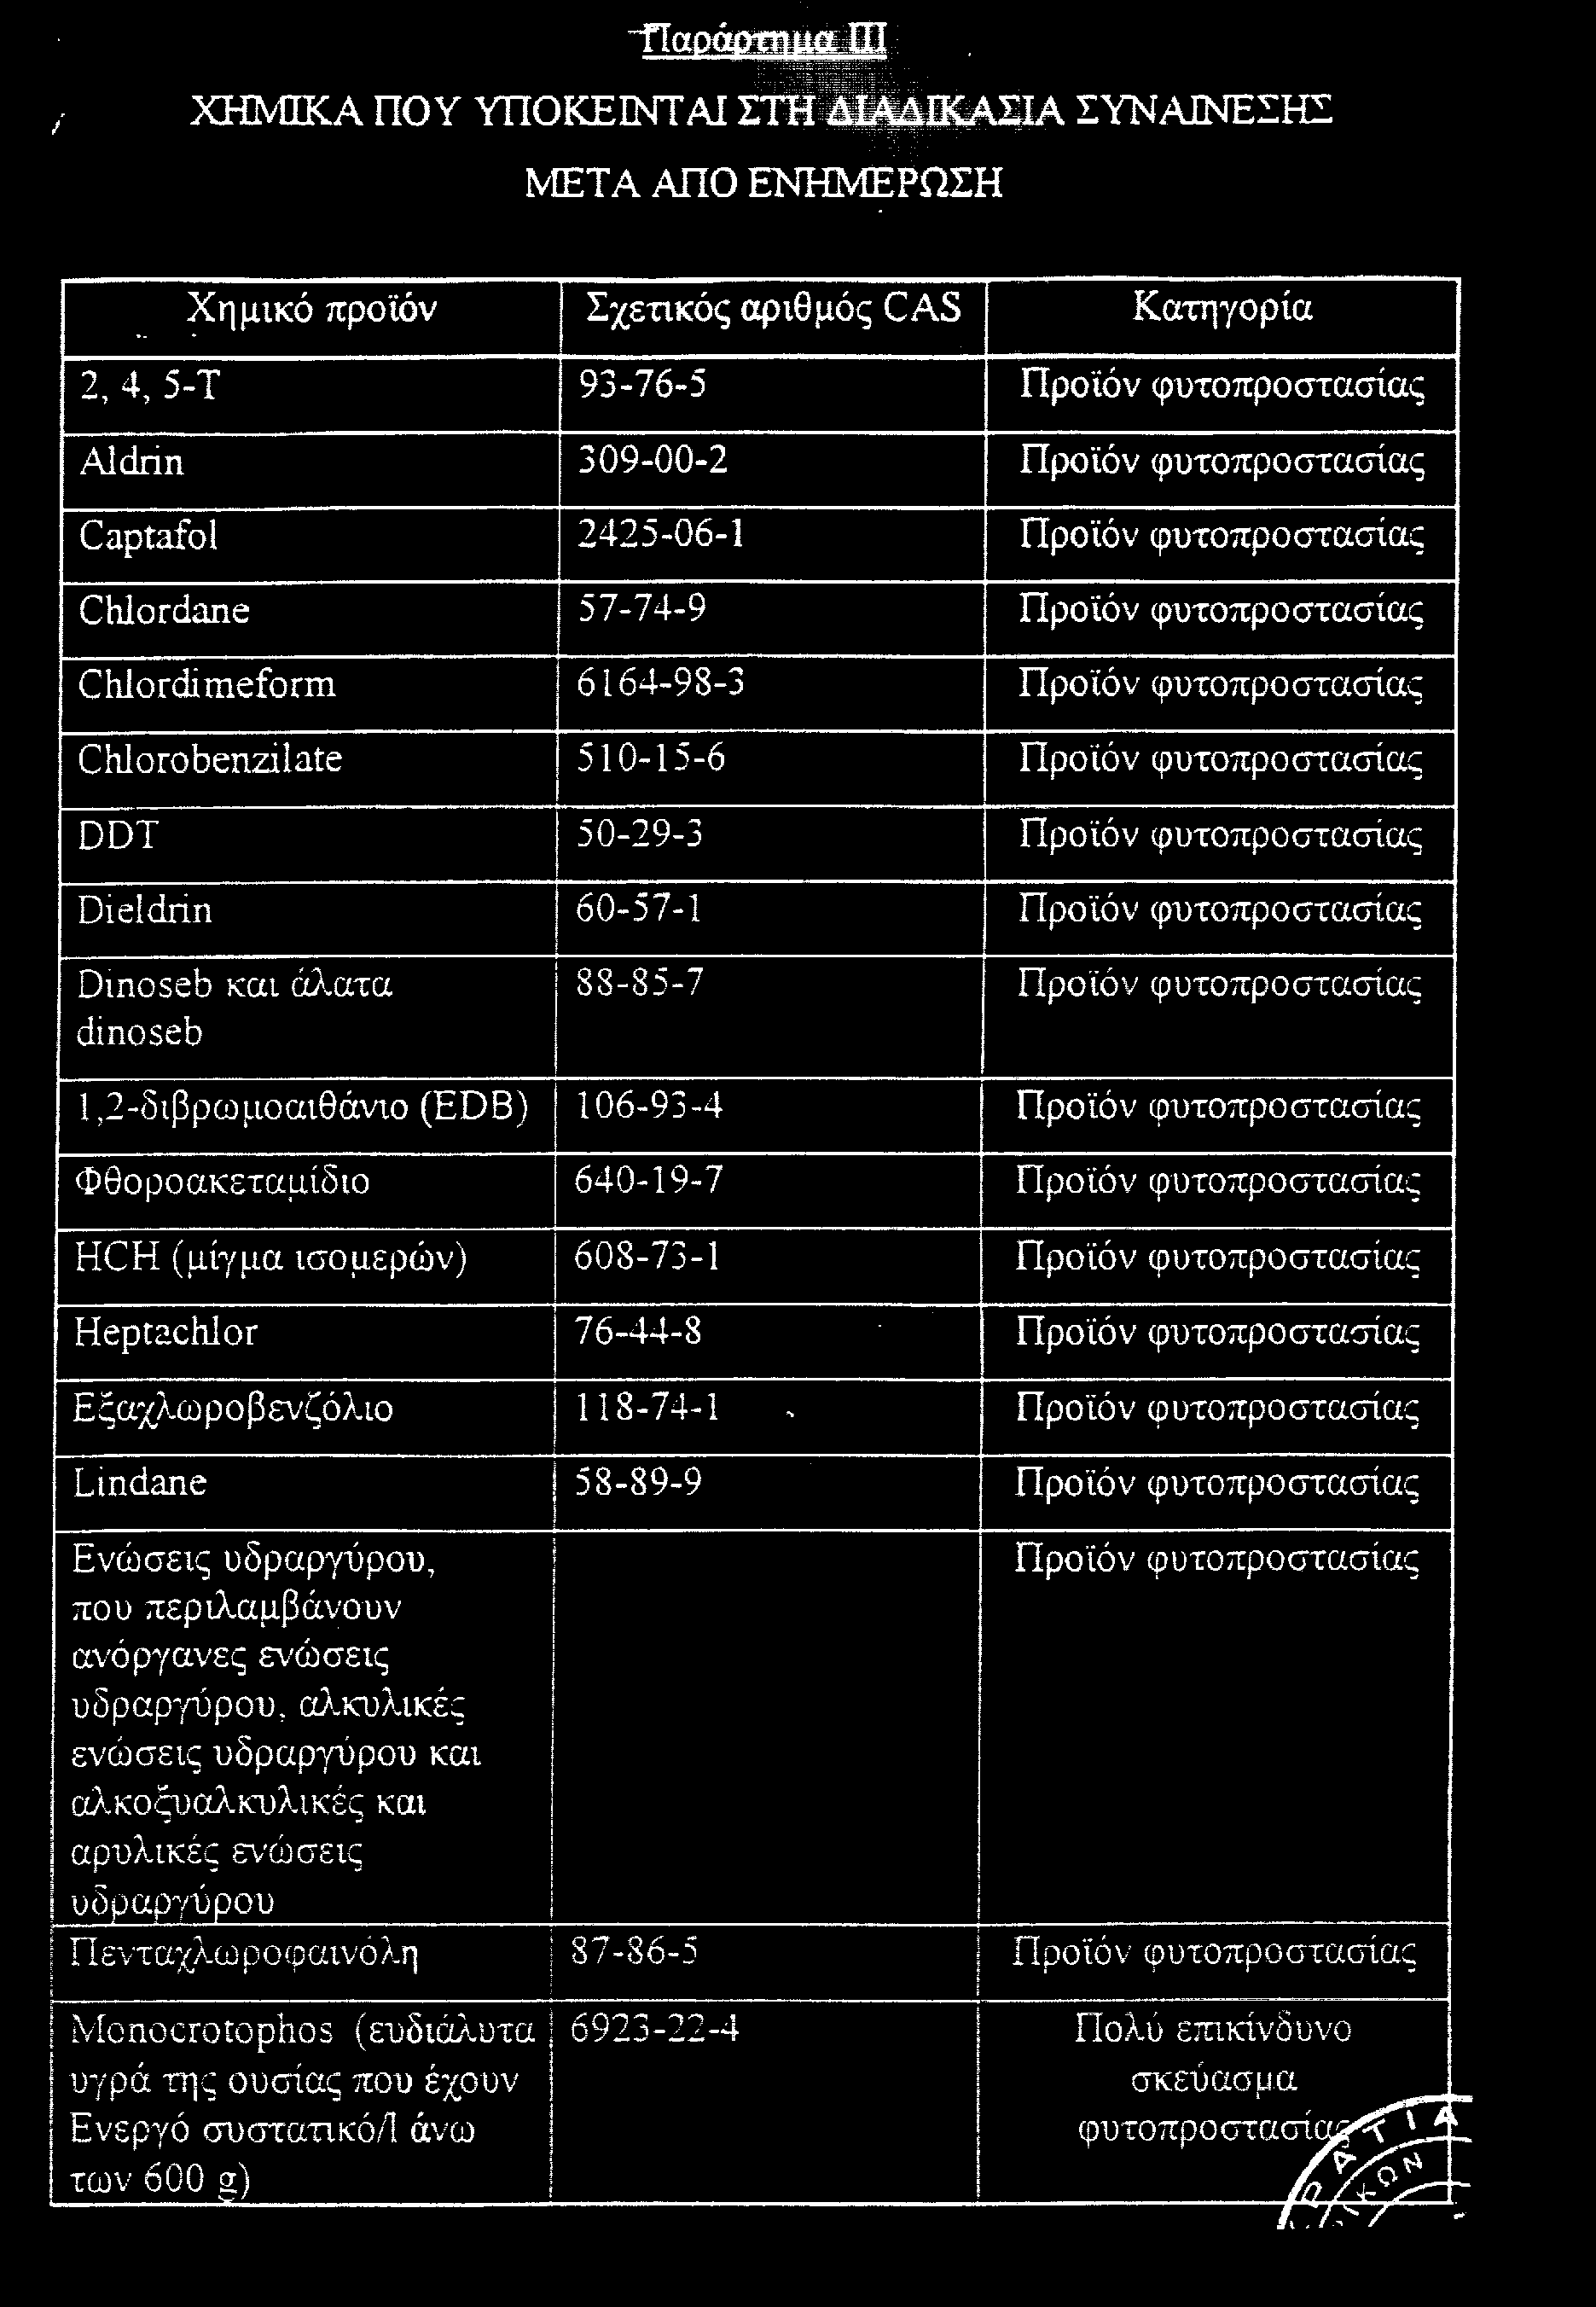 Παράρτημα III
ΧΗΜΙΚΑ ΠΟΥ ΥΠΟΚΕΙΝΤΑΙ ΣΤΗ ΔΙΑΔΙΚΑΣΙΑ ΣΥΝΑΙΝΕΣΗΣ
ΜΕΤΑ ΑΠΟ ΕΝΗΜΕΡΩΣΗ
Χημικό προϊόν Σχετικός αριθμός CAS Κατηγορία
2, 4, 5-T 93-76-5 Προϊόν φυτοπροστασίας
Aldrin 309-00-2 Προϊόν φυτοπροστασίας
Captafol 2425-06-1 Προϊόν φυτοπροστασίας
Chlordane 57-74-9 Προϊόν φυτοπροστασίας
Chlordimeform 6164-98-3 Προϊόν φυτοπροστασίας
Chlorobenzilate 510-15-6 Προϊόν φυτοπροστασίας
DDT 50-29-3 Προϊόν φυτοπροστασίας
Dieldrin 60-57-1 Προϊόν φυτοπροστασίας
Dinoseb και άλατα 88-85-7 Προϊόν φυτοπροστασίας
dinoseb
1,2-διβρωμοαιθάνιο (EDB) 106-93-4 Προϊόν φυτοπροστασίας
Φθοροακεταμίδιο 640-19-7 Προϊόν φυτοπροστασίας
HCH (μίγμα ισομερών) 608-73-1 Προϊόν φυτοπροστασίας
Heptachlor 76-44-8 Προϊόν φυτοπροστασίας
Εξαχλωροβενζόλιο 118-74-1 Προϊόν φυτοπροστασίας
Lindane 58-89-9 Προϊόν φυτοπροστασίας
Ενώσεις υδραργύρου, Προϊόν φυτοπροστασίας
που περιλαμβάνουν
ανόργανες ενώσεις
υδραργύρου, αλκυλικές
ενώσεις υδραργύρου και
αλκοξυαλκυλικές και
αρυλικές ενώσεις
υδραργύρου
Πενταχλωροφαινόλη 87-86-5 Προϊόν φυτοπροστασίας
Monocrotophos (ευδιάλυτα 6923-22-4 Πολύ επικίνδυνο
υγρά της ουσίας που έχουν σκεύασμα
Ενεργό συστατικό/l άνω φυτοπροστασίας
των 600 g)